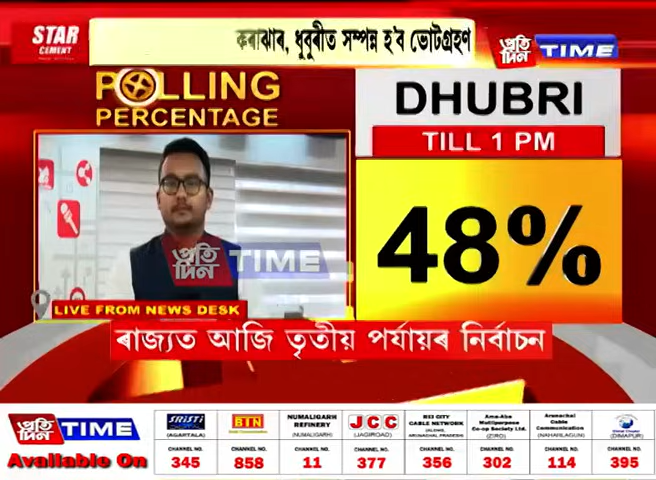 STAR
CEMENT
কৰাঝাৰ, ধুবুৰীত সম্পন্ন হ'ব ভোটগ্ৰহণ
প্ৰতি
দিন TIME
POLLING
PERCENTAGE
DHUBRI
TILL 1 PM
48%
প্ৰতি
দিন TIME
LIVE FROM NEWS DESK
ৰাজ্যত আজি তৃতীয় পৰ্যায়ৰ নিৰ্বাচন
প্ৰতি
দিন TIME
Available On
SRISTI
(AGARTALA)
CHANNEL NO.
345
BTN
CHANNEL NO.
858
NUMALIGARH
REFINERY
(NUMALIGARH)
CHANNEL NO.
11
JCC
(JAGIROAD)
CHANNEL NO.
377
CABLE NETWORK
CHANNEL NO.
356
Multipurpose
Co-op Society Ltd.
(ZIRO)
CHANNEL NO.
302
Arunachal
Cable
Communication
(NAHARLAGUN)
CHANNEL NO.
114
(DIMAPUR)
CHANNEL NO.
395